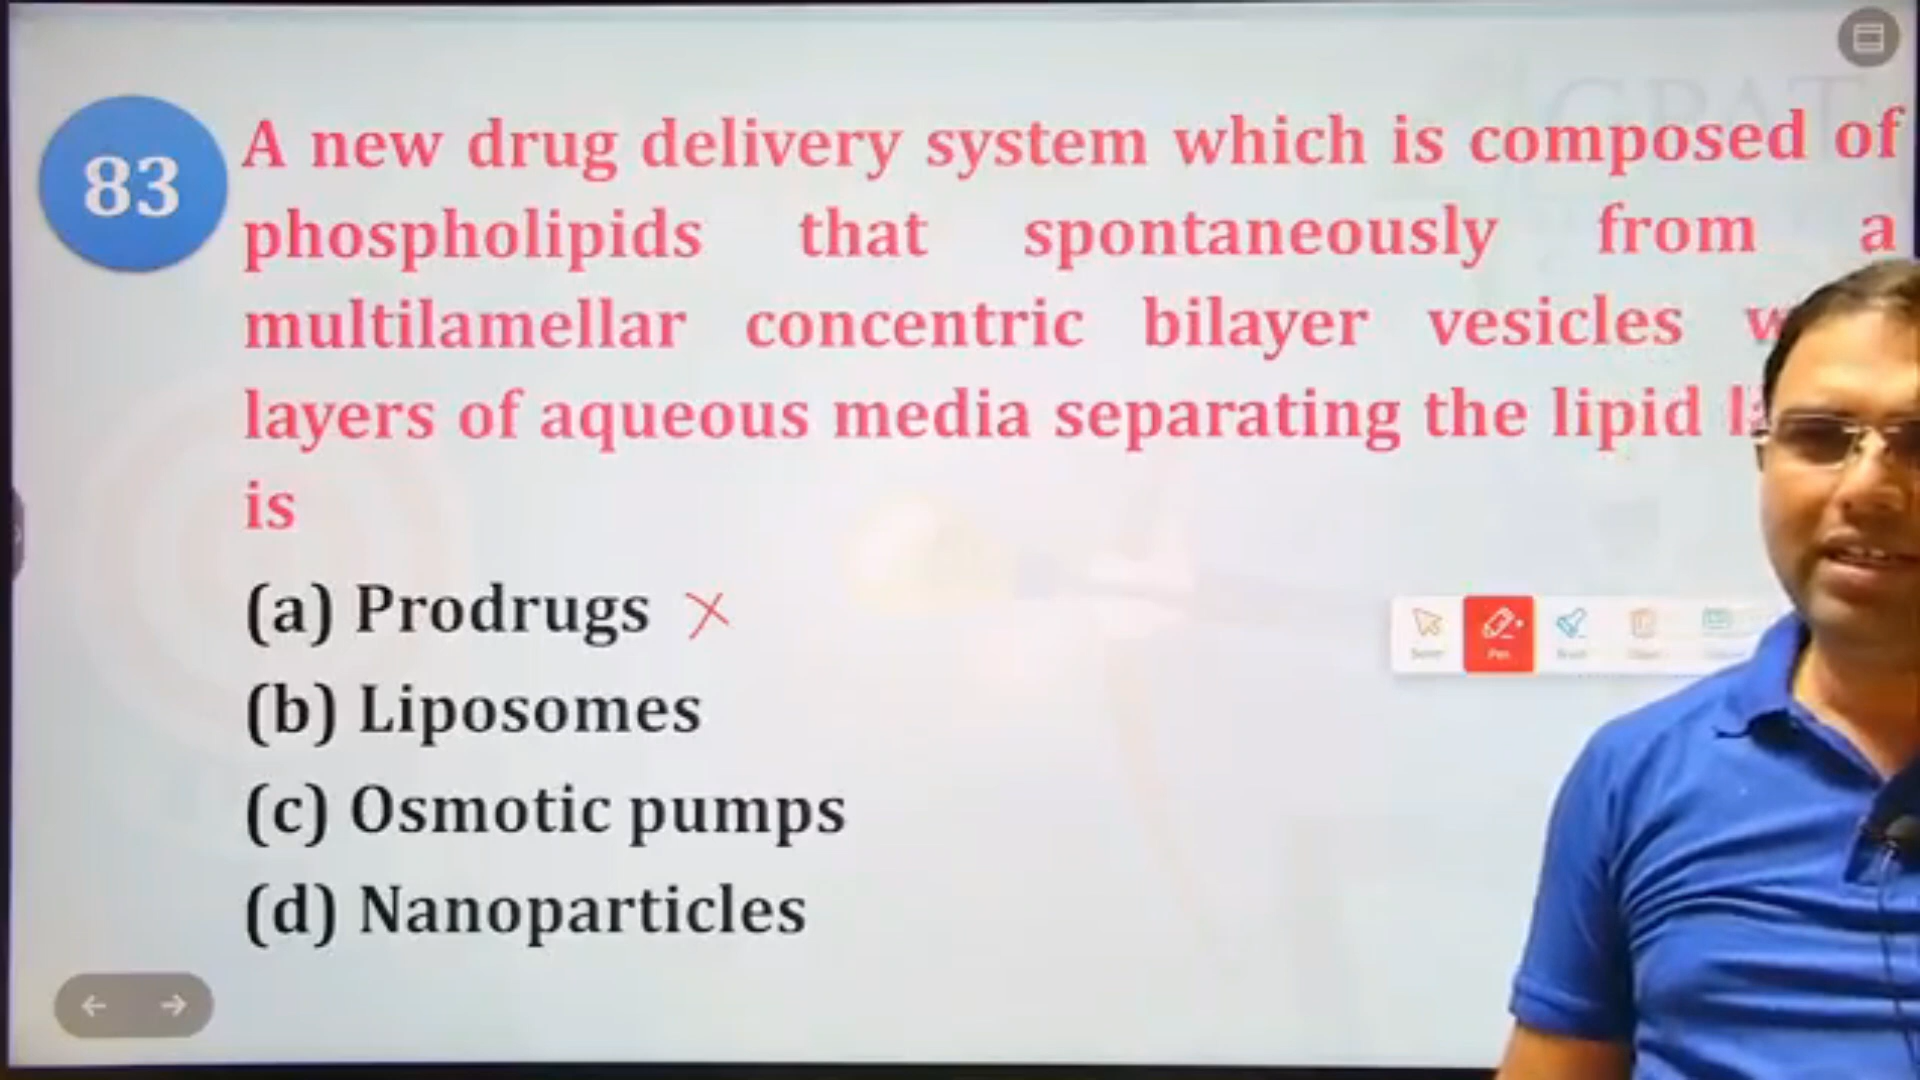 83
A new drug delivery system which is composed of
phospholipids that spontaneously from a
multilamellar concentric bilayer vesicles
layers of aqueous media separating the lipid
is
(a) Prodrugs
(b) Liposomes
(c) Osmotic pumps
(d) Nanoparticles
Pen